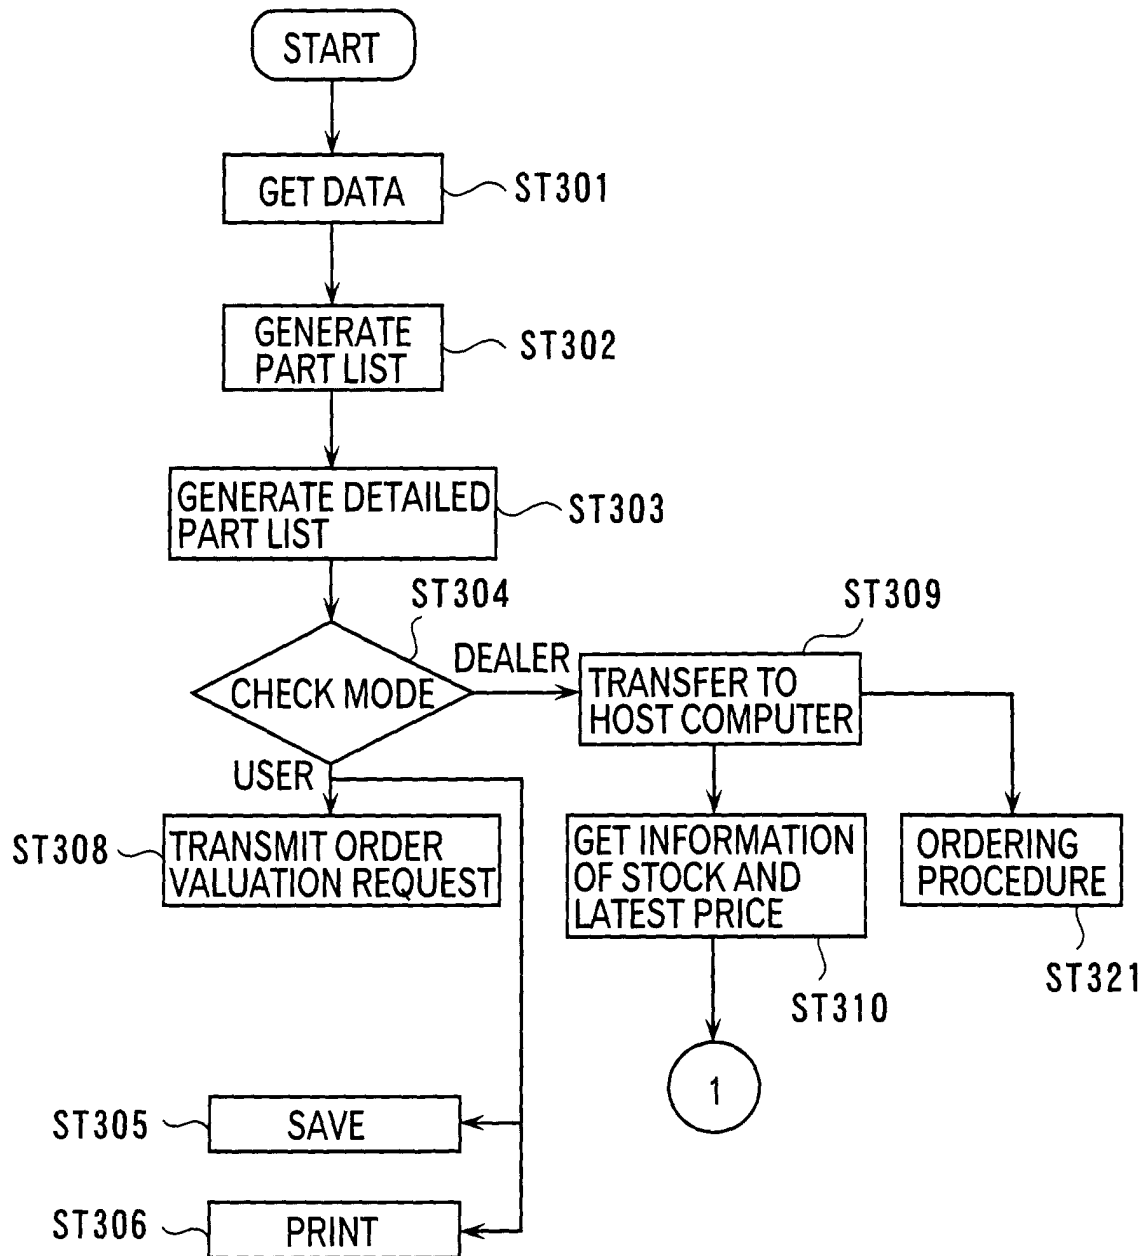 START
GET DATA
ST301
GENERATE
PART LIST
ST302
GENERATE DETAILED
PART LIST
ST303
ST304
CHECK MODE
DEALER
ST309
TRANSFER TO
HOST COMPUTER
USER
ST308
TRANSMIT ORDER
VALUATION REQUEST
GET INFORMATION
OF STOCK AND
LATEST PRICE
ST310
ORDERING
PROCEDURE
ST321
1
ST305
SAVE
ST306
PRINT